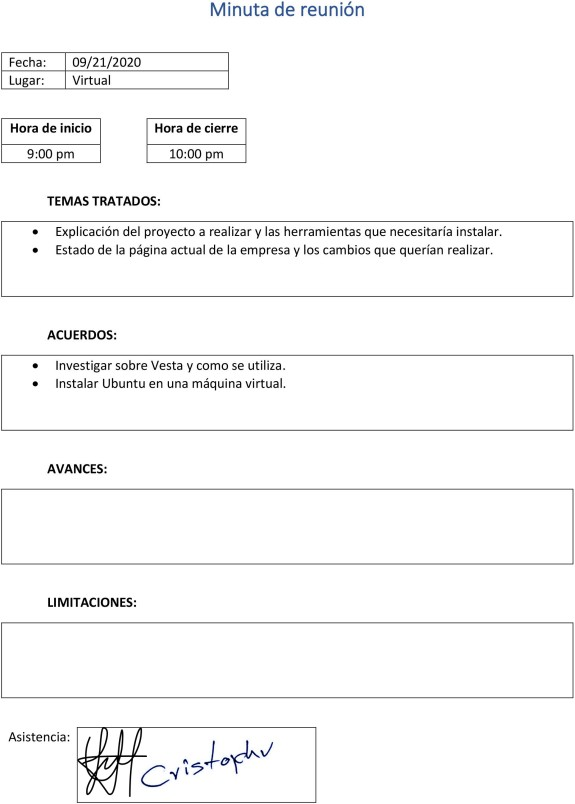 Minuta de reunión
Fecha: 09/21/2020
Lugar: Virtual
Hora de inicio Hora de cierre
9:00 pm 10:00 pm
TEMAS TRATADOS:
• Explicación del proyecto a realizar y las herramientas que necesitaría instalar.
• Estado de la página actual de la empresa y los cambios que querían realizar.
ACUERDOS:
• Investigar sobre Vesta y como se utiliza.
• Instalar Ubuntu en una máquina virtual.
AVANCES:
LIMITACIONES:
Asistencia: